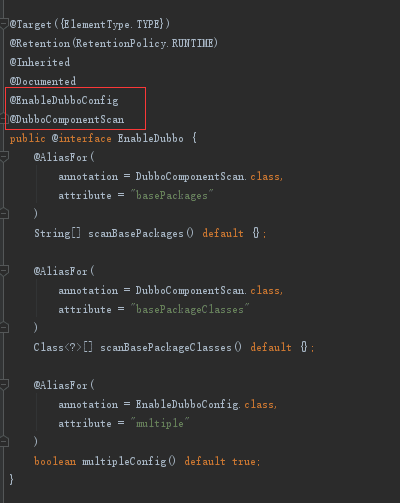 @Target({ElementType.TYPE})
@Retention(RetentionPolicy.RUNTIME)
@Inherited
@Documented
@EnableDubboConfig
@DubboComponentScan
public @interface EnableDubbo {
    @AliasFor(
        annotation = DubboComponentScan.class,
        attribute = "basePackages"
    )
    String[] scanBasePackages() default {};
    @AliasFor(
        annotation = DubboComponentScan.class,
        attribute = "basePackageClasses"
    )
    Class<?>[] scanBasePackageClasses() default {};
    @AliasFor(
        annotation = EnableDubboConfig.class,
        attribute = "multiple"
    )
    boolean multipleConfig() default true;
}